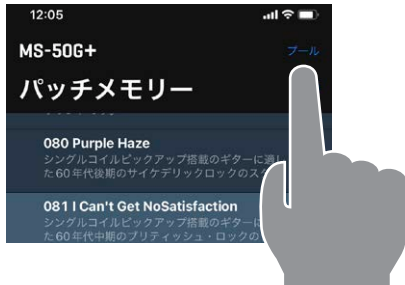 12:05
MS-50G+
プール
パッチメモリー
080 Purple Haze
シングルコイルピックアップ搭載のギターに適し
た60年代後期のサイケデリックロックのス
081 I Can't Get NoSatisfaction
シングルコイルピックアップ搭載のギターに
た60年代中期のブリティッシュ・ロックの